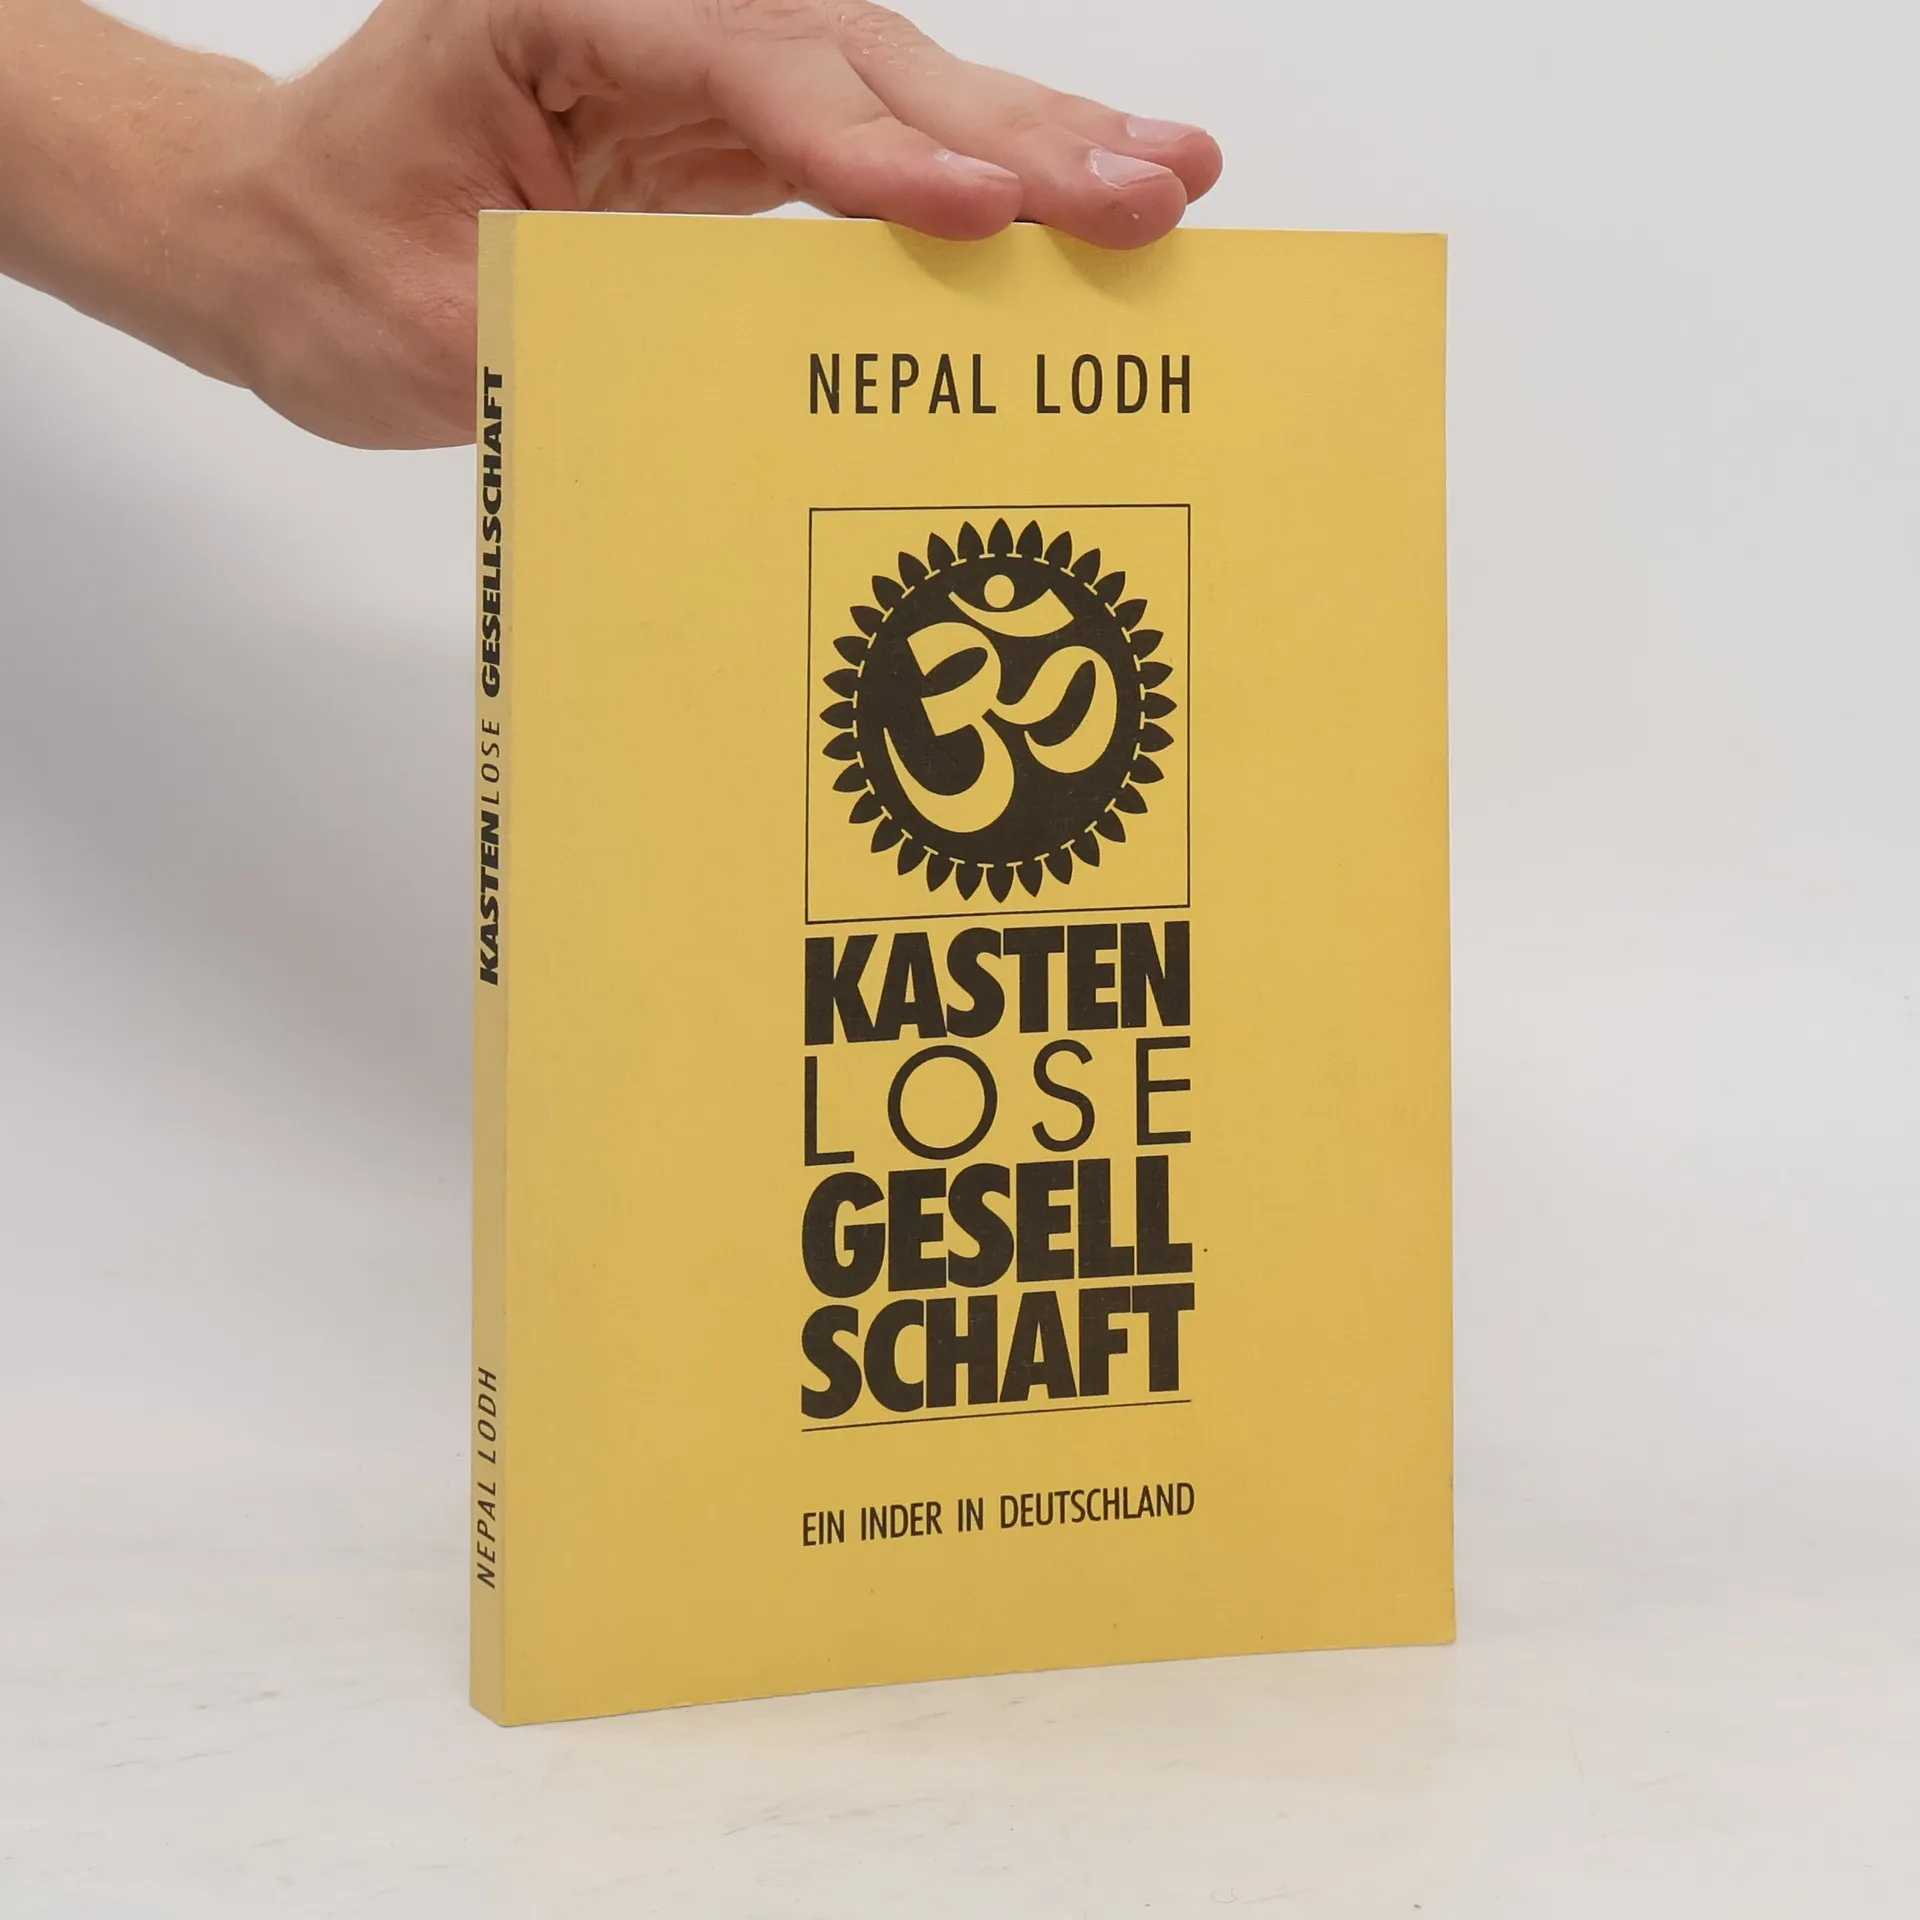 NEPAL LODH
ॐ
KASTEN
LOSE
GESELL
SCHAFT
EIN INDER IN DEUTSCHLAND
KASTENLOSE GESELLSCHAFT
NEPAL LODH